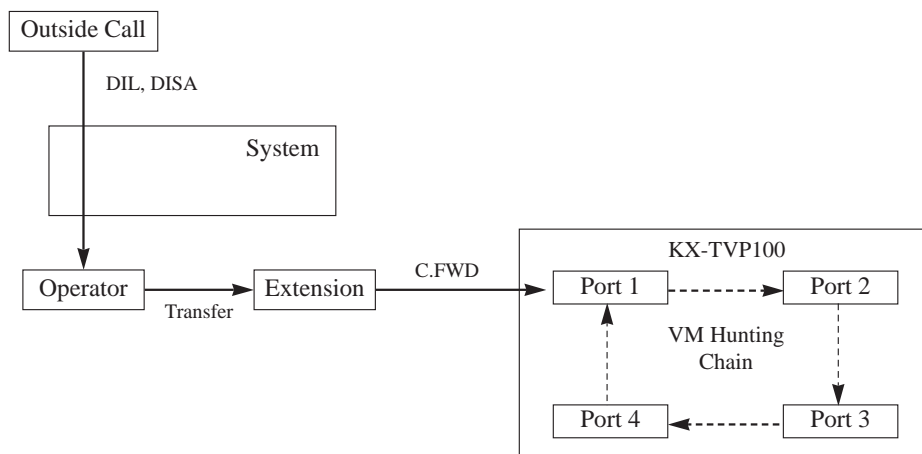 Outside Call
DIL, DISA
System
KX-TVP100
Operator
Transfer
Extension
C.FWD
Port 1
Port 2
VM Hunting
Chain
Port 4
Port 3